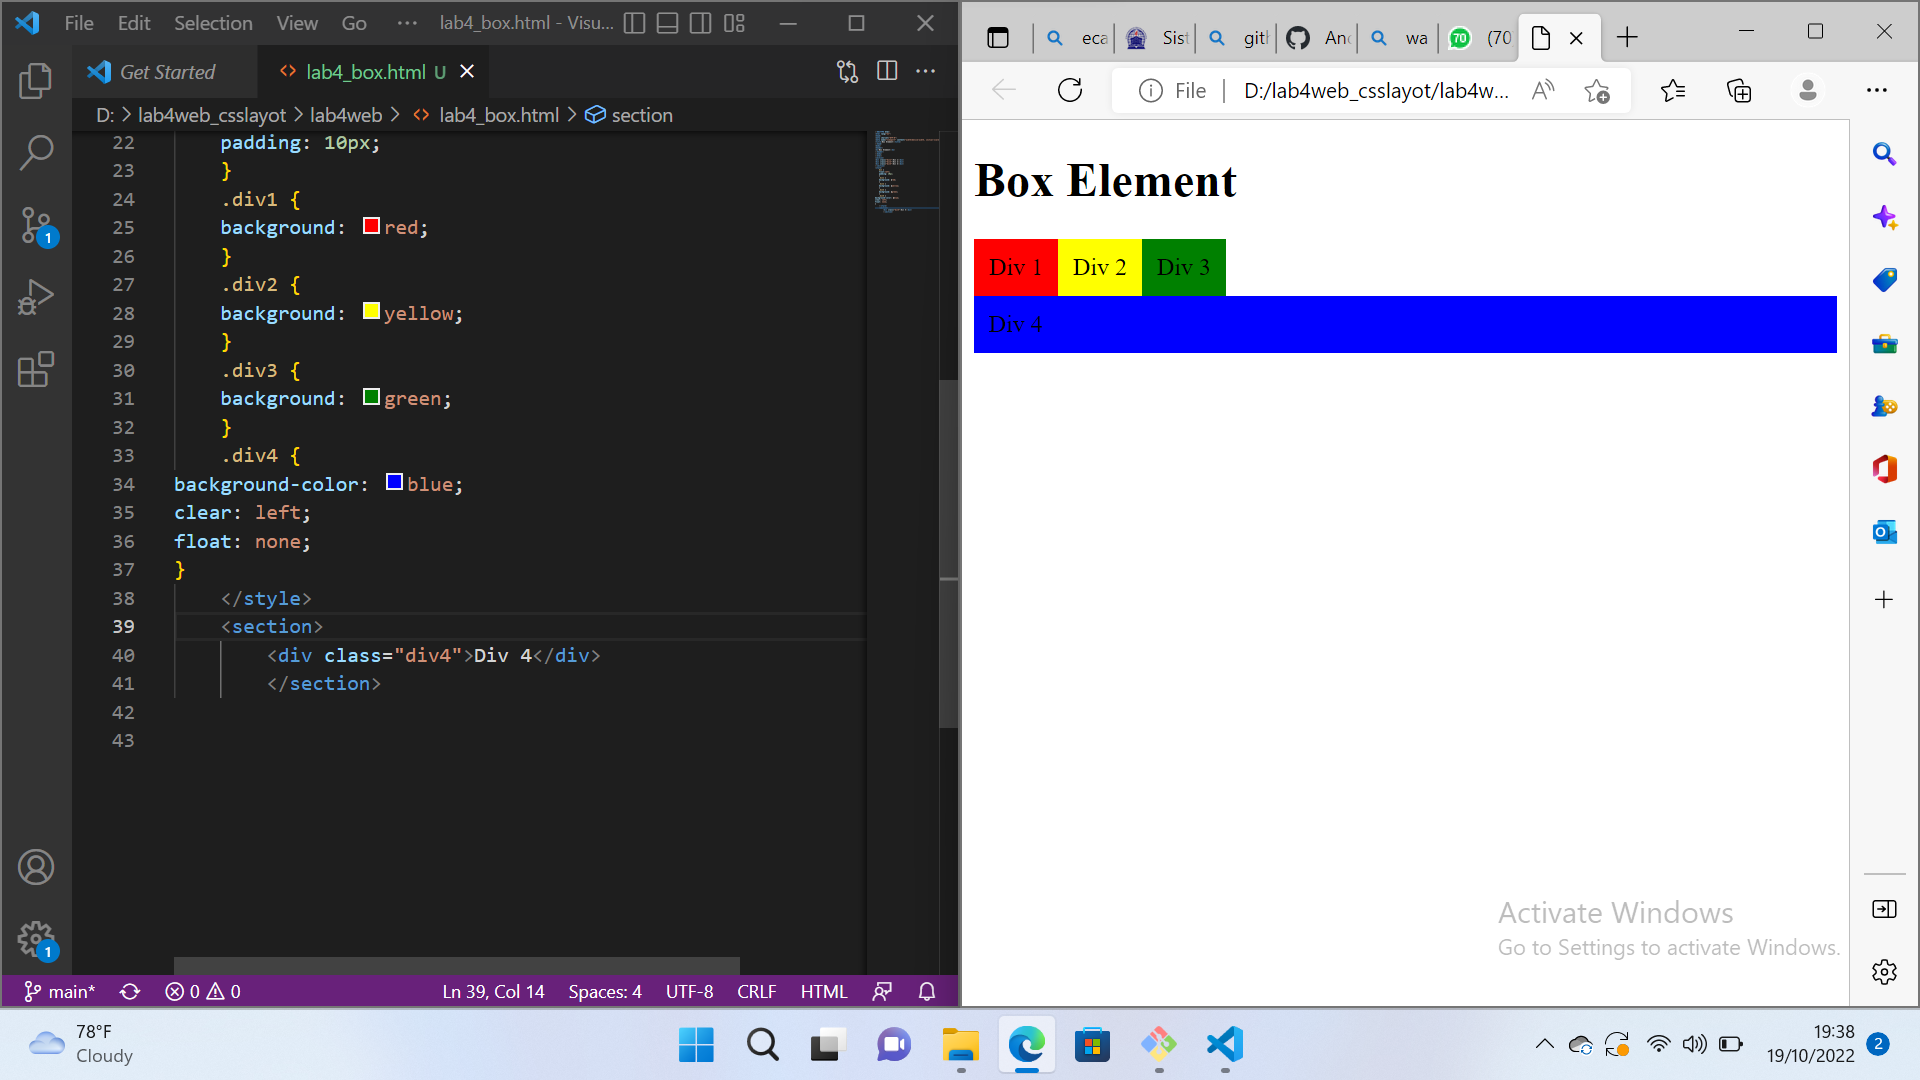 File Edit Selection View Go ··· lab4_box.html - Visu...
Get Started lab4_box.html U
D: > lab4web_csslayot > lab4web > <> lab4_box.html > section
22 padding: 10px;
23 }
24 .div1 {
25 background: red;
26 }
27 .div2 {
28 background: yellow;
29 }
30 .div3 {
31 background: green;
32 }
33 .div4 {
34 background-color: blue;
35 clear: left;
36 float: none;
37 }
38 </style>
39 <section>
40 <div class="div4">Div 4</div>
41 </section>
42
43
1
1
main* 0 0 Ln 39, Col 14 Spaces: 4 UTF-8 CRLF HTML
eca Sist gith And wa 70 (70
File D:/lab4web_csslayot/lab4w...
Box Element
Div 1 Div 2 Div 3
Div 4
Activate Windows
Go to Settings to activate Windows.
78°F
Cloudy
19:38
19/10/2022
2